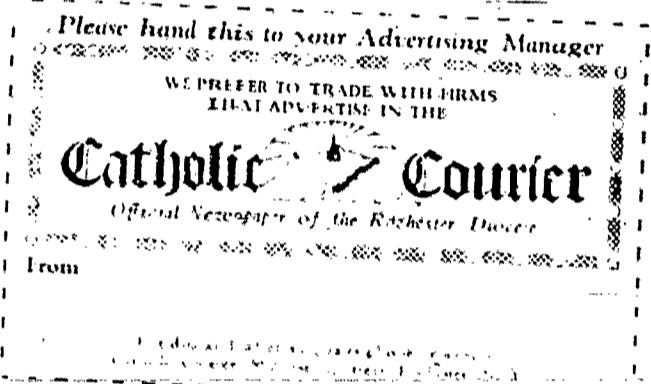 Please hand this to your Advertising Manager
WE PREFER TO TRADE WITH FIRMS
THAT ADVERTISE IN THE
Catholic Courier
Official Newspaper of the Rochester Diocese
From